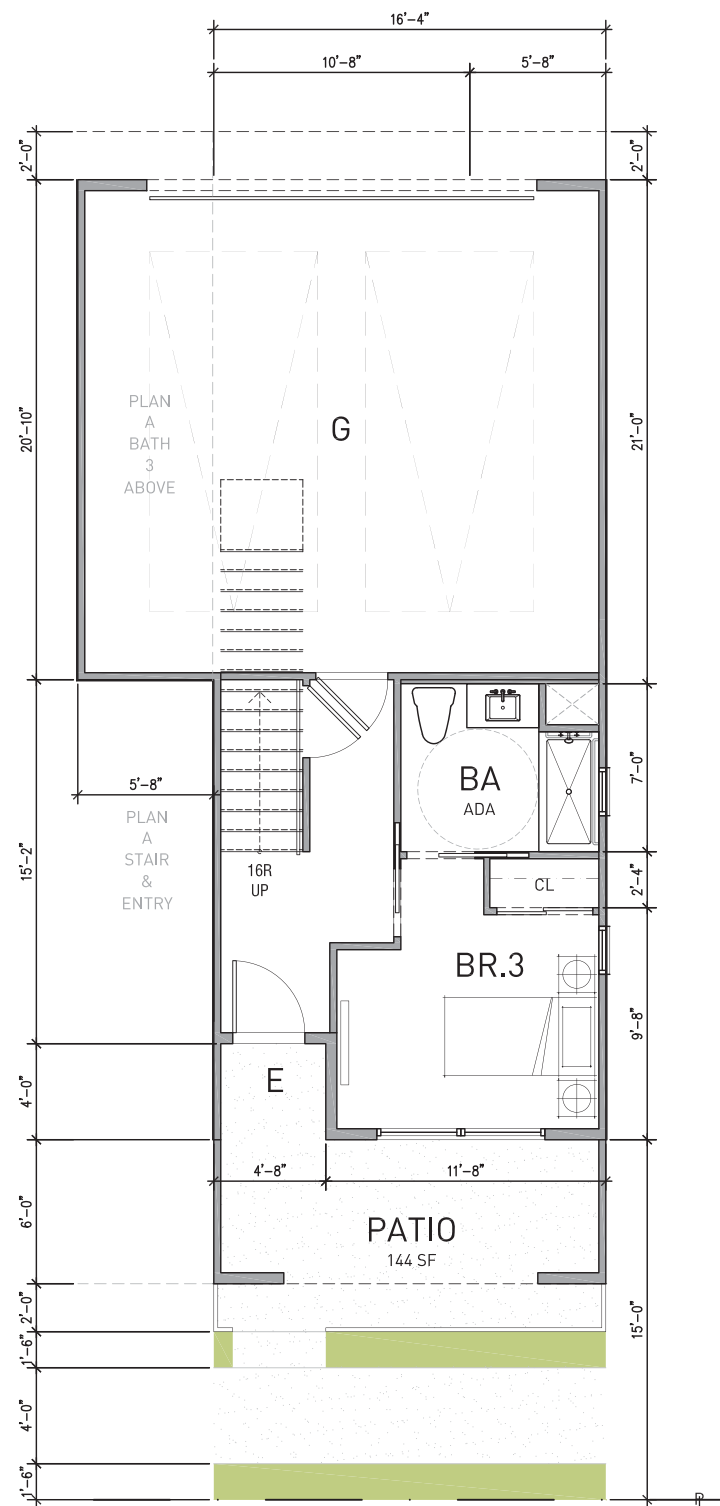 16'-4"
10'-8"
5'-8"
2'-0"
2'-0"
PLAN
A
BATH
3
ABOVE
G
20'-10"
21'-0"
5'-8"
PLAN
A
STAIR
&
ENTRY
15'-2"
16R
UP
BA
ADA
7'-0"
CL
2'-4"
BR.3
9'-8"
E
4'-0"
4'-8"
11'-8"
PATIO
144 SF
6'-0"
2'-0"
1'-6"
4'-0"
1'-6"
15'-0"